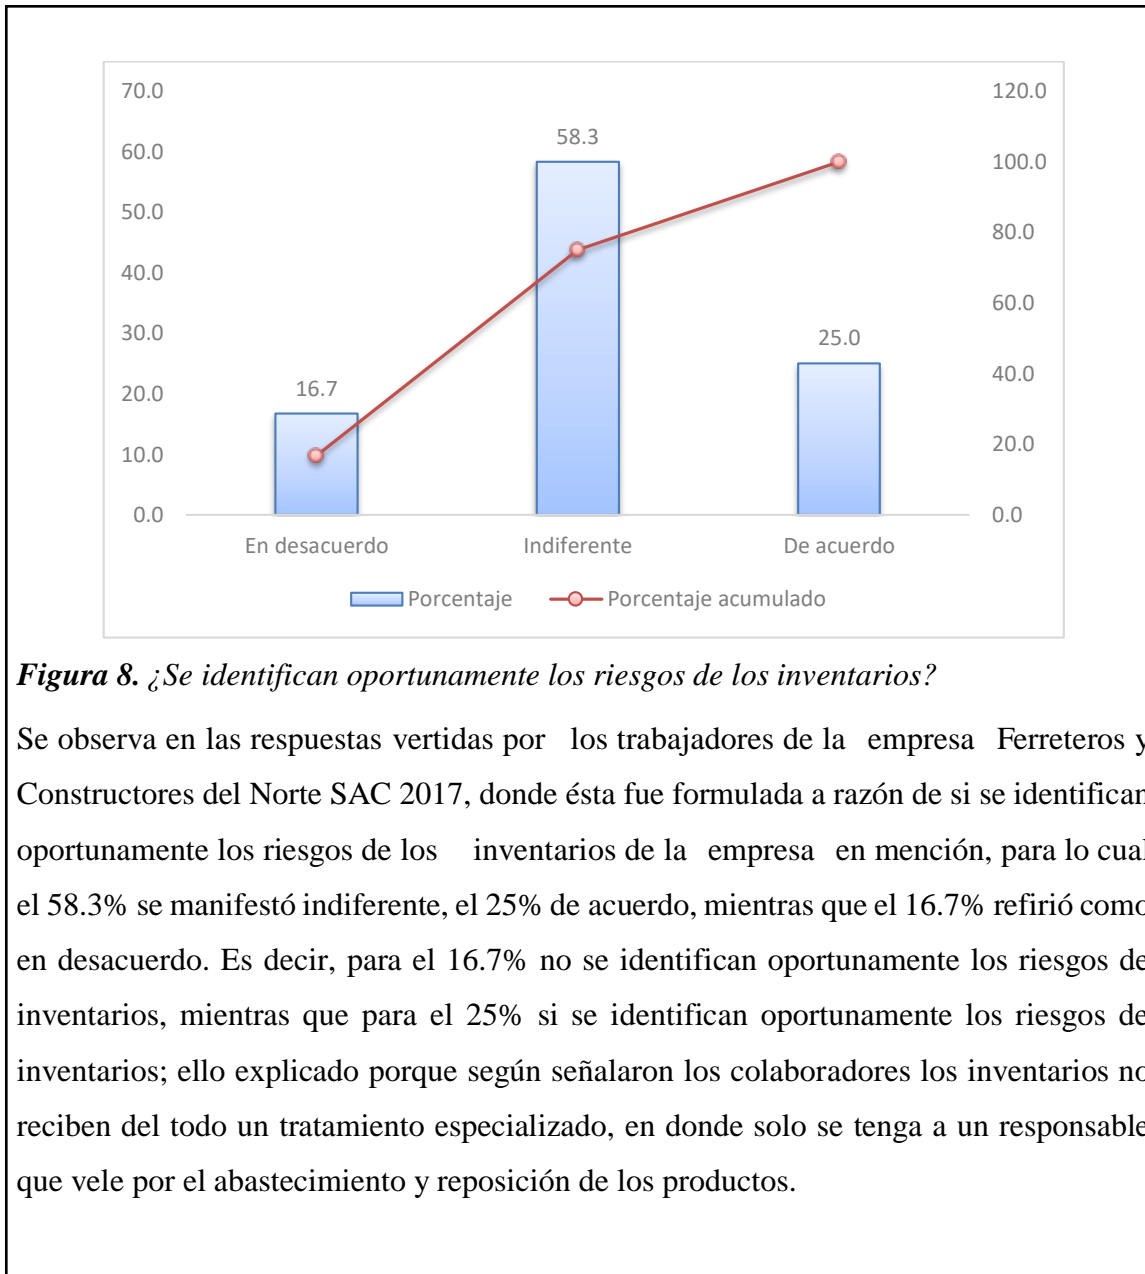 70.0
60.0
50.0
40.0
30.0
20.0
10.0
0.0
120.0
100.0
80.0
60.0
40.0
20.0
0.0
16.7
58.3
25.0
En desacuerdo Indiferente De acuerdo
Porcentaje Porcentaje acumulado
Figura 8. ¿Se identifican oportunamente los riesgos de los inventarios?
Se observa en las respuestas vertidas por los trabajadores de la empresa Ferreteros y
Constructores del Norte SAC 2017, donde ésta fue formulada a razón de si se identifican
oportunamente los riesgos de los inventarios de la empresa en mención, para lo cual
el 58.3% se manifestó indiferente, el 25% de acuerdo, mientras que el 16.7% refirió como
en desacuerdo. Es decir, para el 16.7% no se identifican oportunamente los riesgos de
inventarios, mientras que para el 25% si se identifican oportunamente los riesgos de
inventarios; ello explicado porque según señalaron los colaboradores los inventarios no
reciben del todo un tratamiento especializado, en donde solo se tenga a un responsable
que vele por el abastecimiento y reposición de los productos.